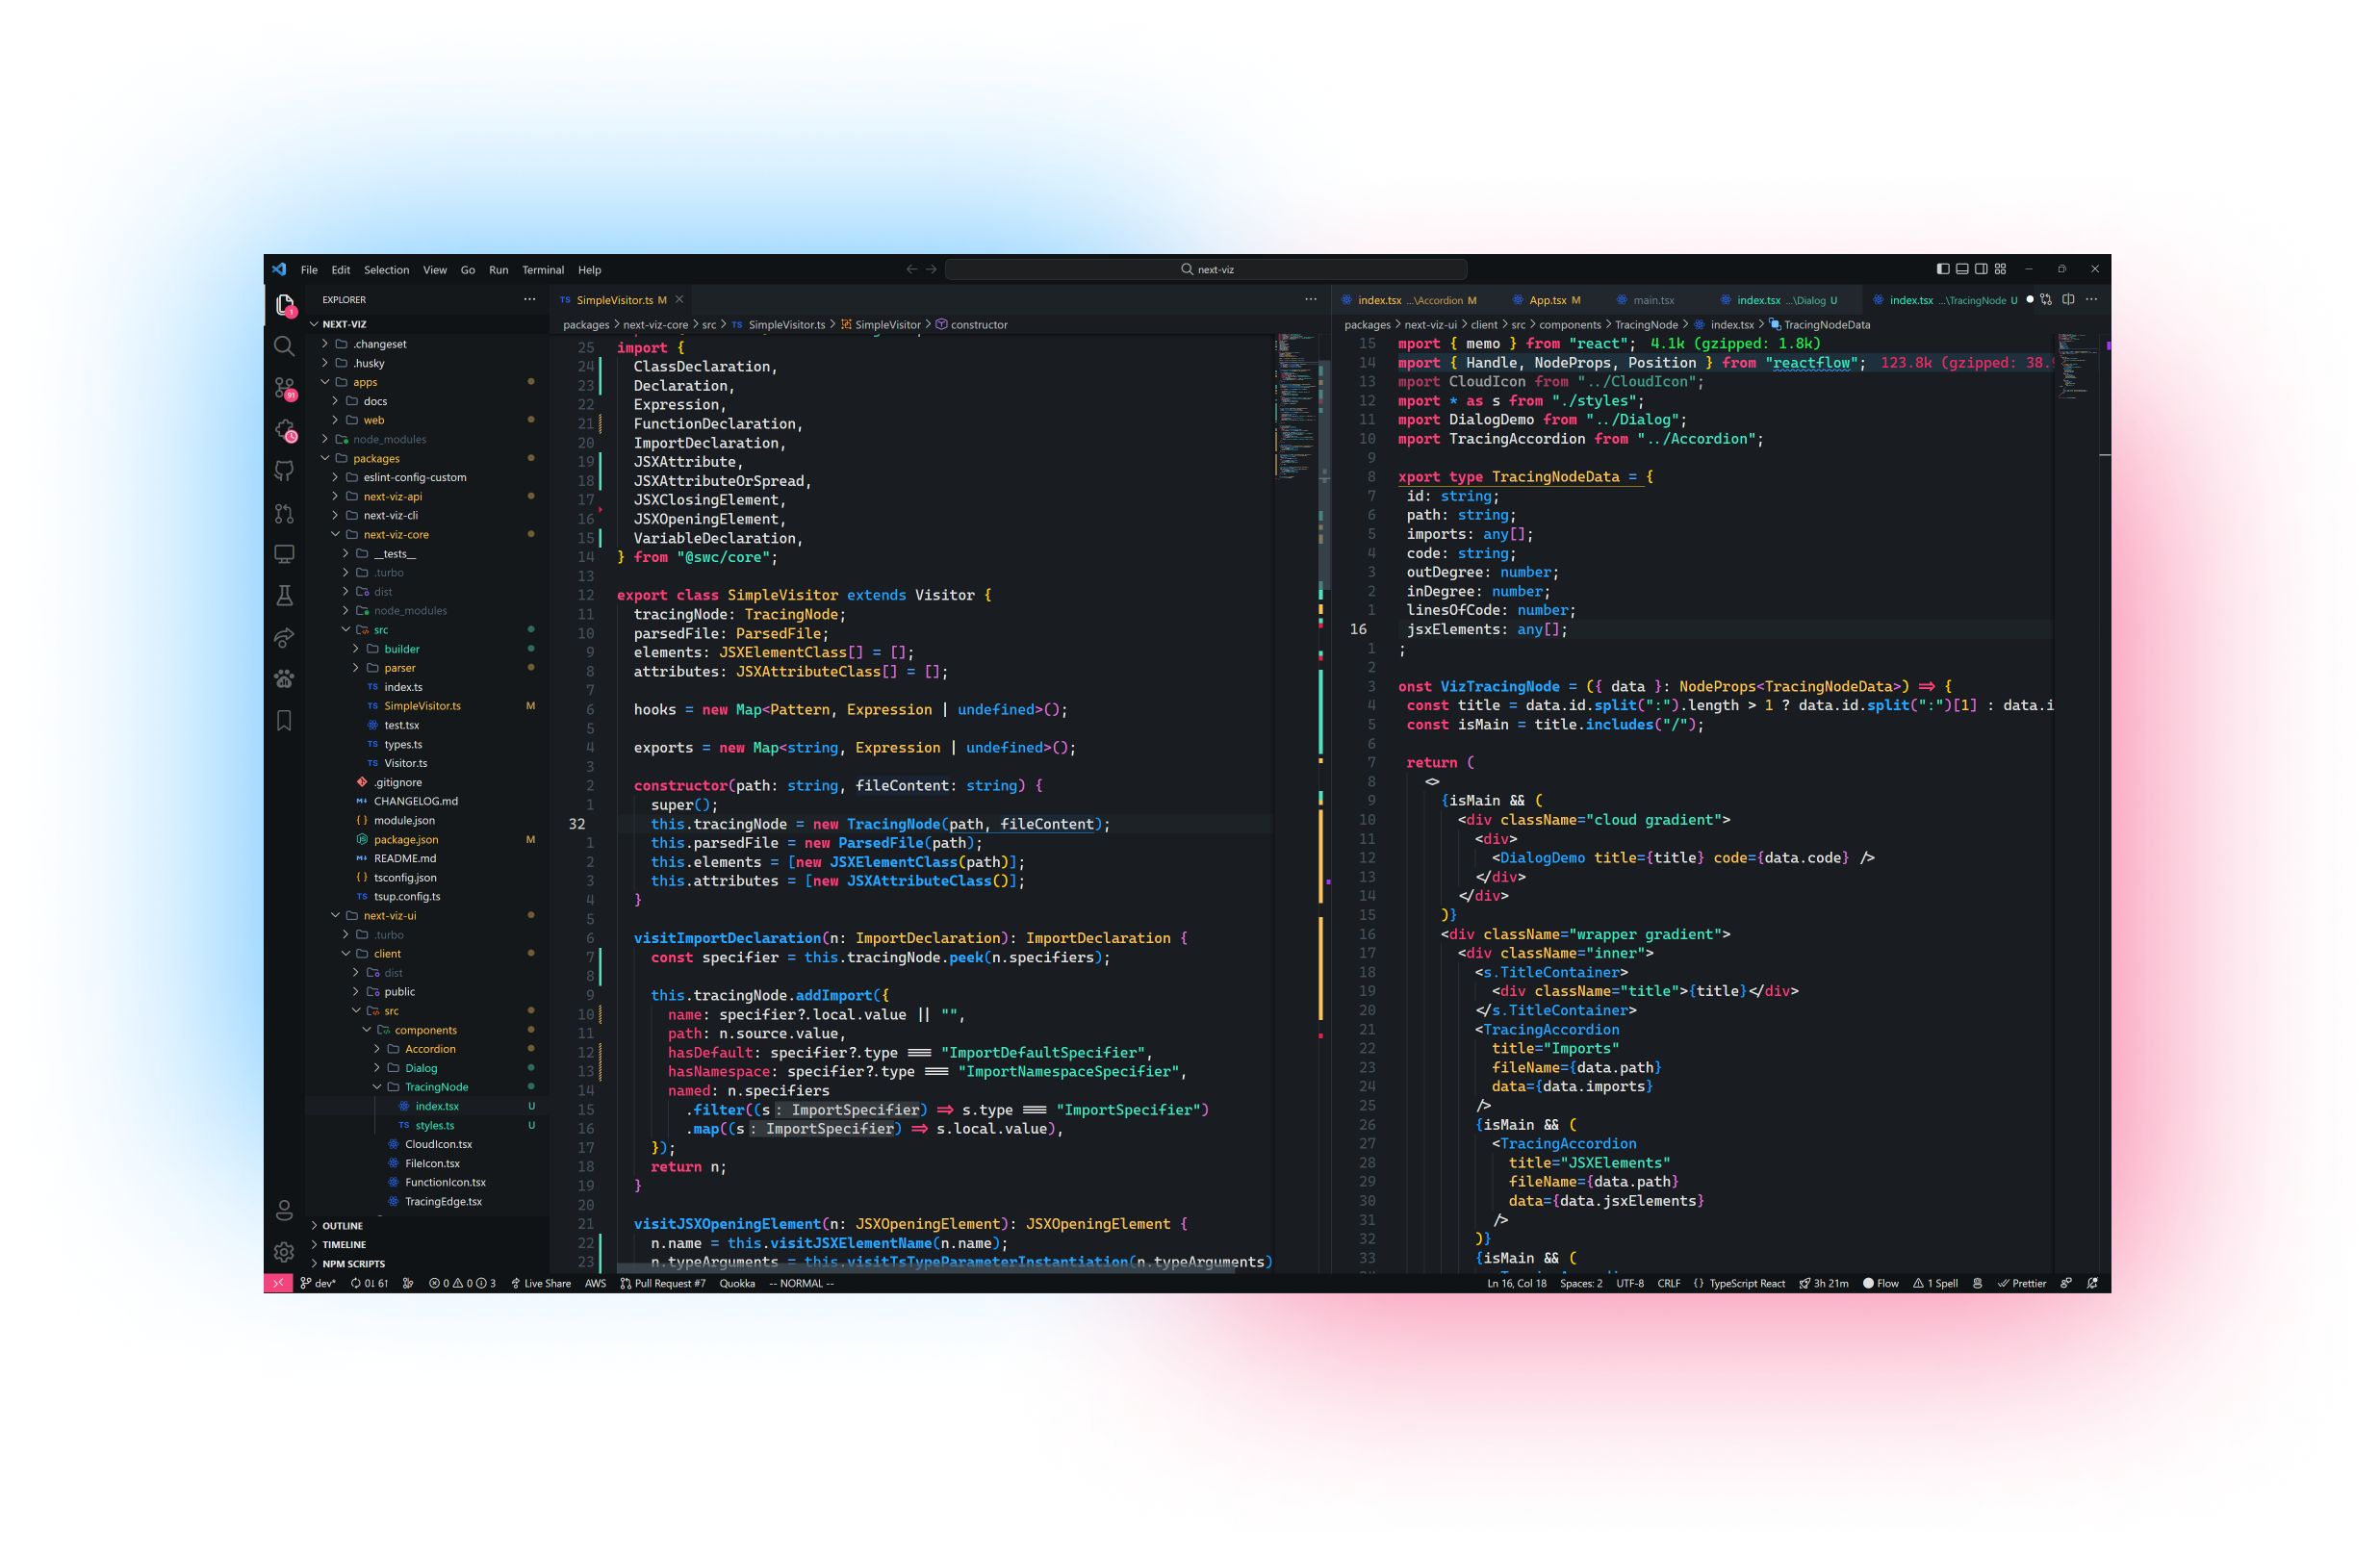 File Edit Selection View Go Run Terminal Help
next-viz
EXPLORER
NEXT-VIZ
.changeset
.husky
apps
docs
web
node_modules
packages
eslint-config-custom
next-viz-api
next-viz-cli
next-viz-core
__tests__
.turbo
dist
node_modules
src
builder
parser
TS index.ts
TS SimpleVisitor.ts M
test.tsx
TS types.ts
TS Visitor.ts
.gitignore
CHANGELOG.md
module.json
package.json M
README.md
tsconfig.json
TS tsup.config.ts
next-viz-ui
.turbo
client
dist
public
src
components
Accordion
Dialog
TracingNode
index.tsx U
TS styles.ts U
CloudIcon.tsx
FileIcon.tsx
FunctionIcon.tsx
TracingEdge.tsx
OUTLINE
TIMELINE
NPM SCRIPTS
TS SimpleVisitor.ts M
packages > next-viz-core > src > TS SimpleVisitor.ts > SimpleVisitor > constructor
25 import {
24 ClassDeclaration,
23 Declaration,
22 Expression,
21 FunctionDeclaration,
20 ImportDeclaration,
19 JSXAttribute,
18 JSXAttributeOrSpread,
17 JSXClosingElement,
16 JSXOpeningElement,
15 VariableDeclaration,
14 } from "@swc/core";
13
12 export class SimpleVisitor extends Visitor {
11 tracingNode: TracingNode;
10 parsedFile: ParsedFile;
9 elements: JSXElementClass[] = [];
8 attributes: JSXAttributeClass[] = [];
7
6 hooks = new Map<Pattern, Expression | undefined>();
5
4 exports = new Map<string, Expression | undefined>();
3
2 constructor(path: string, fileContent: string) {
1 super();
32 this.tracingNode = new TracingNode(path, fileContent);
1 this.parsedFile = new ParsedFile(path);
2 this.elements = [new JSXElementClass(path)];
3 this.attributes = [new JSXAttributeClass()];
4 }
5
6 visitImportDeclaration(n: ImportDeclaration): ImportDeclaration {
7 const specifier = this.tracingNode.peek(n.specifiers);
8
9 this.tracingNode.addImport({
10 name: specifier?.local.value || "",
11 path: n.source.value,
12 hasDefault: specifier?.type === "ImportDefaultSpecifier",
13 hasNamespace: specifier?.type === "ImportNamespaceSpecifier",
14 named: n.specifiers
15 .filter((s: ImportSpecifier) => s.type === "ImportSpecifier")
16 .map((s: ImportSpecifier) => s.local.value),
17 });
18 return n;
19 }
20
21 visitJSXOpeningElement(n: JSXOpeningElement): JSXOpeningElement {
22 n.name = this.visitJSXElementName(n.name);
23 n.typeArguments = this.visitTsTypeParameterInstantiation(n.typeArguments)
index.tsx ...\Accordion M App.tsx M main.tsx index.tsx ...\Dialog U index.tsx ...\TracingNode U
packages > next-viz-ui > client > src > components > TracingNode > index.tsx > TracingNodeData
15 mport { memo } from "react"; 4.1k (gzipped: 1.8k)
14 mport { Handle, NodeProps, Position } from "reactflow"; 123.8k (gzipped: 38.9
13 mport CloudIcon from "../CloudIcon";
12 mport * as s from "./styles";
11 mport DialogDemo from "../Dialog";
10 mport TracingAccordion from "../Accordion";
9
8 xport type TracingNodeData = {
7 id: string;
6 path: string;
5 imports: any[];
4 code: string;
3 outDegree: number;
2 inDegree: number;
1 linesOfCode: number;
16 jsxElements: any[];
1 ;
2
3 onst VizTracingNode = ({ data }: NodeProps<TracingNodeData>) => {
4 const title = data.id.split(":").length > 1 ? data.id.split(":")[1] : data.i
5 const isMain = title.includes("/");
6
7 return (
8 <>
9 {isMain && (
10 <div className="cloud gradient">
11 <div>
12 <DialogDemo title={title} code={data.code} />
13 </div>
14 </div>
15 )}
16 <div className="wrapper gradient">
17 <div className="inner">
18 <s.TitleContainer>
19 <div className="title">{title}</div>
20 </s.TitleContainer>
21 <TracingAccordion
22 title="Imports"
23 fileName={data.path}
24 data={data.imports}
25 />
26 {isMain && (
27 <TracingAccordion
28 title="JSXElements"
29 fileName={data.path}
30 data={data.jsxElements}
31 />
32 )}
33 {isMain && (
dev* 0↓ 6↑ 0 0 3 Live Share AWS Pull Request #7 Quokka -- NORMAL -- Ln 16, Col 18 Spaces: 2 UTF-8 CRLF {} TypeScript React 3h 21m Flow 1 Spell Prettier